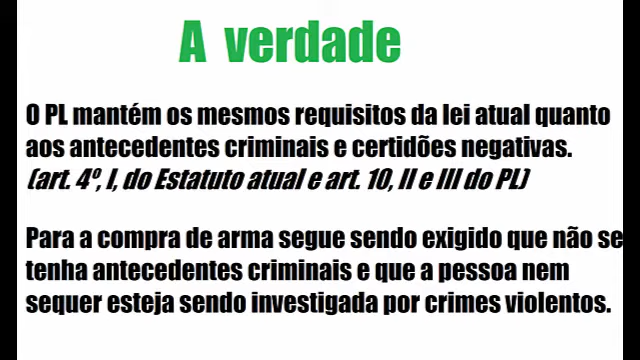 A verdade
O PL mantém os mesmos requisitos da lei atual quanto
aos antecedentes criminais e certidões negativas.
(art. 4º, I, do Estatuto atual e art. 10, II e III do PL)
Para a compra de arma segue sendo exigido que não se
tenha antecedentes criminais e que a pessoa nem
sequer esteja sendo investigada por crimes violentos.